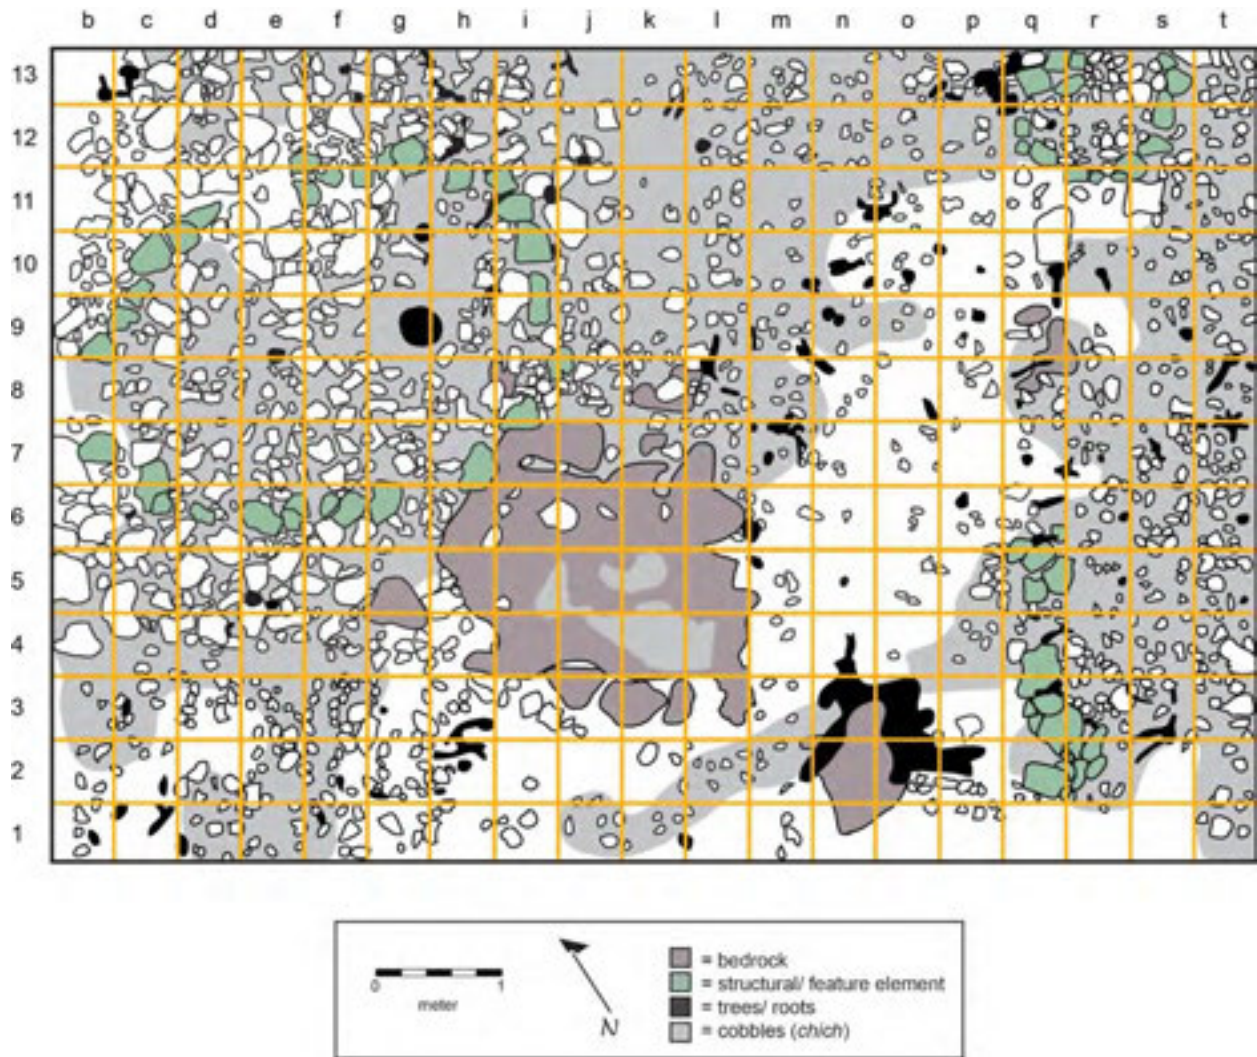 b c d e f g h i j k l m n o p q r s t
13
12
11
10
9
8
7
6
5
4
3
2
1
0 1
meter
N
= bedrock
= structural/ feature element
= trees/ roots
= cobbles (chich)